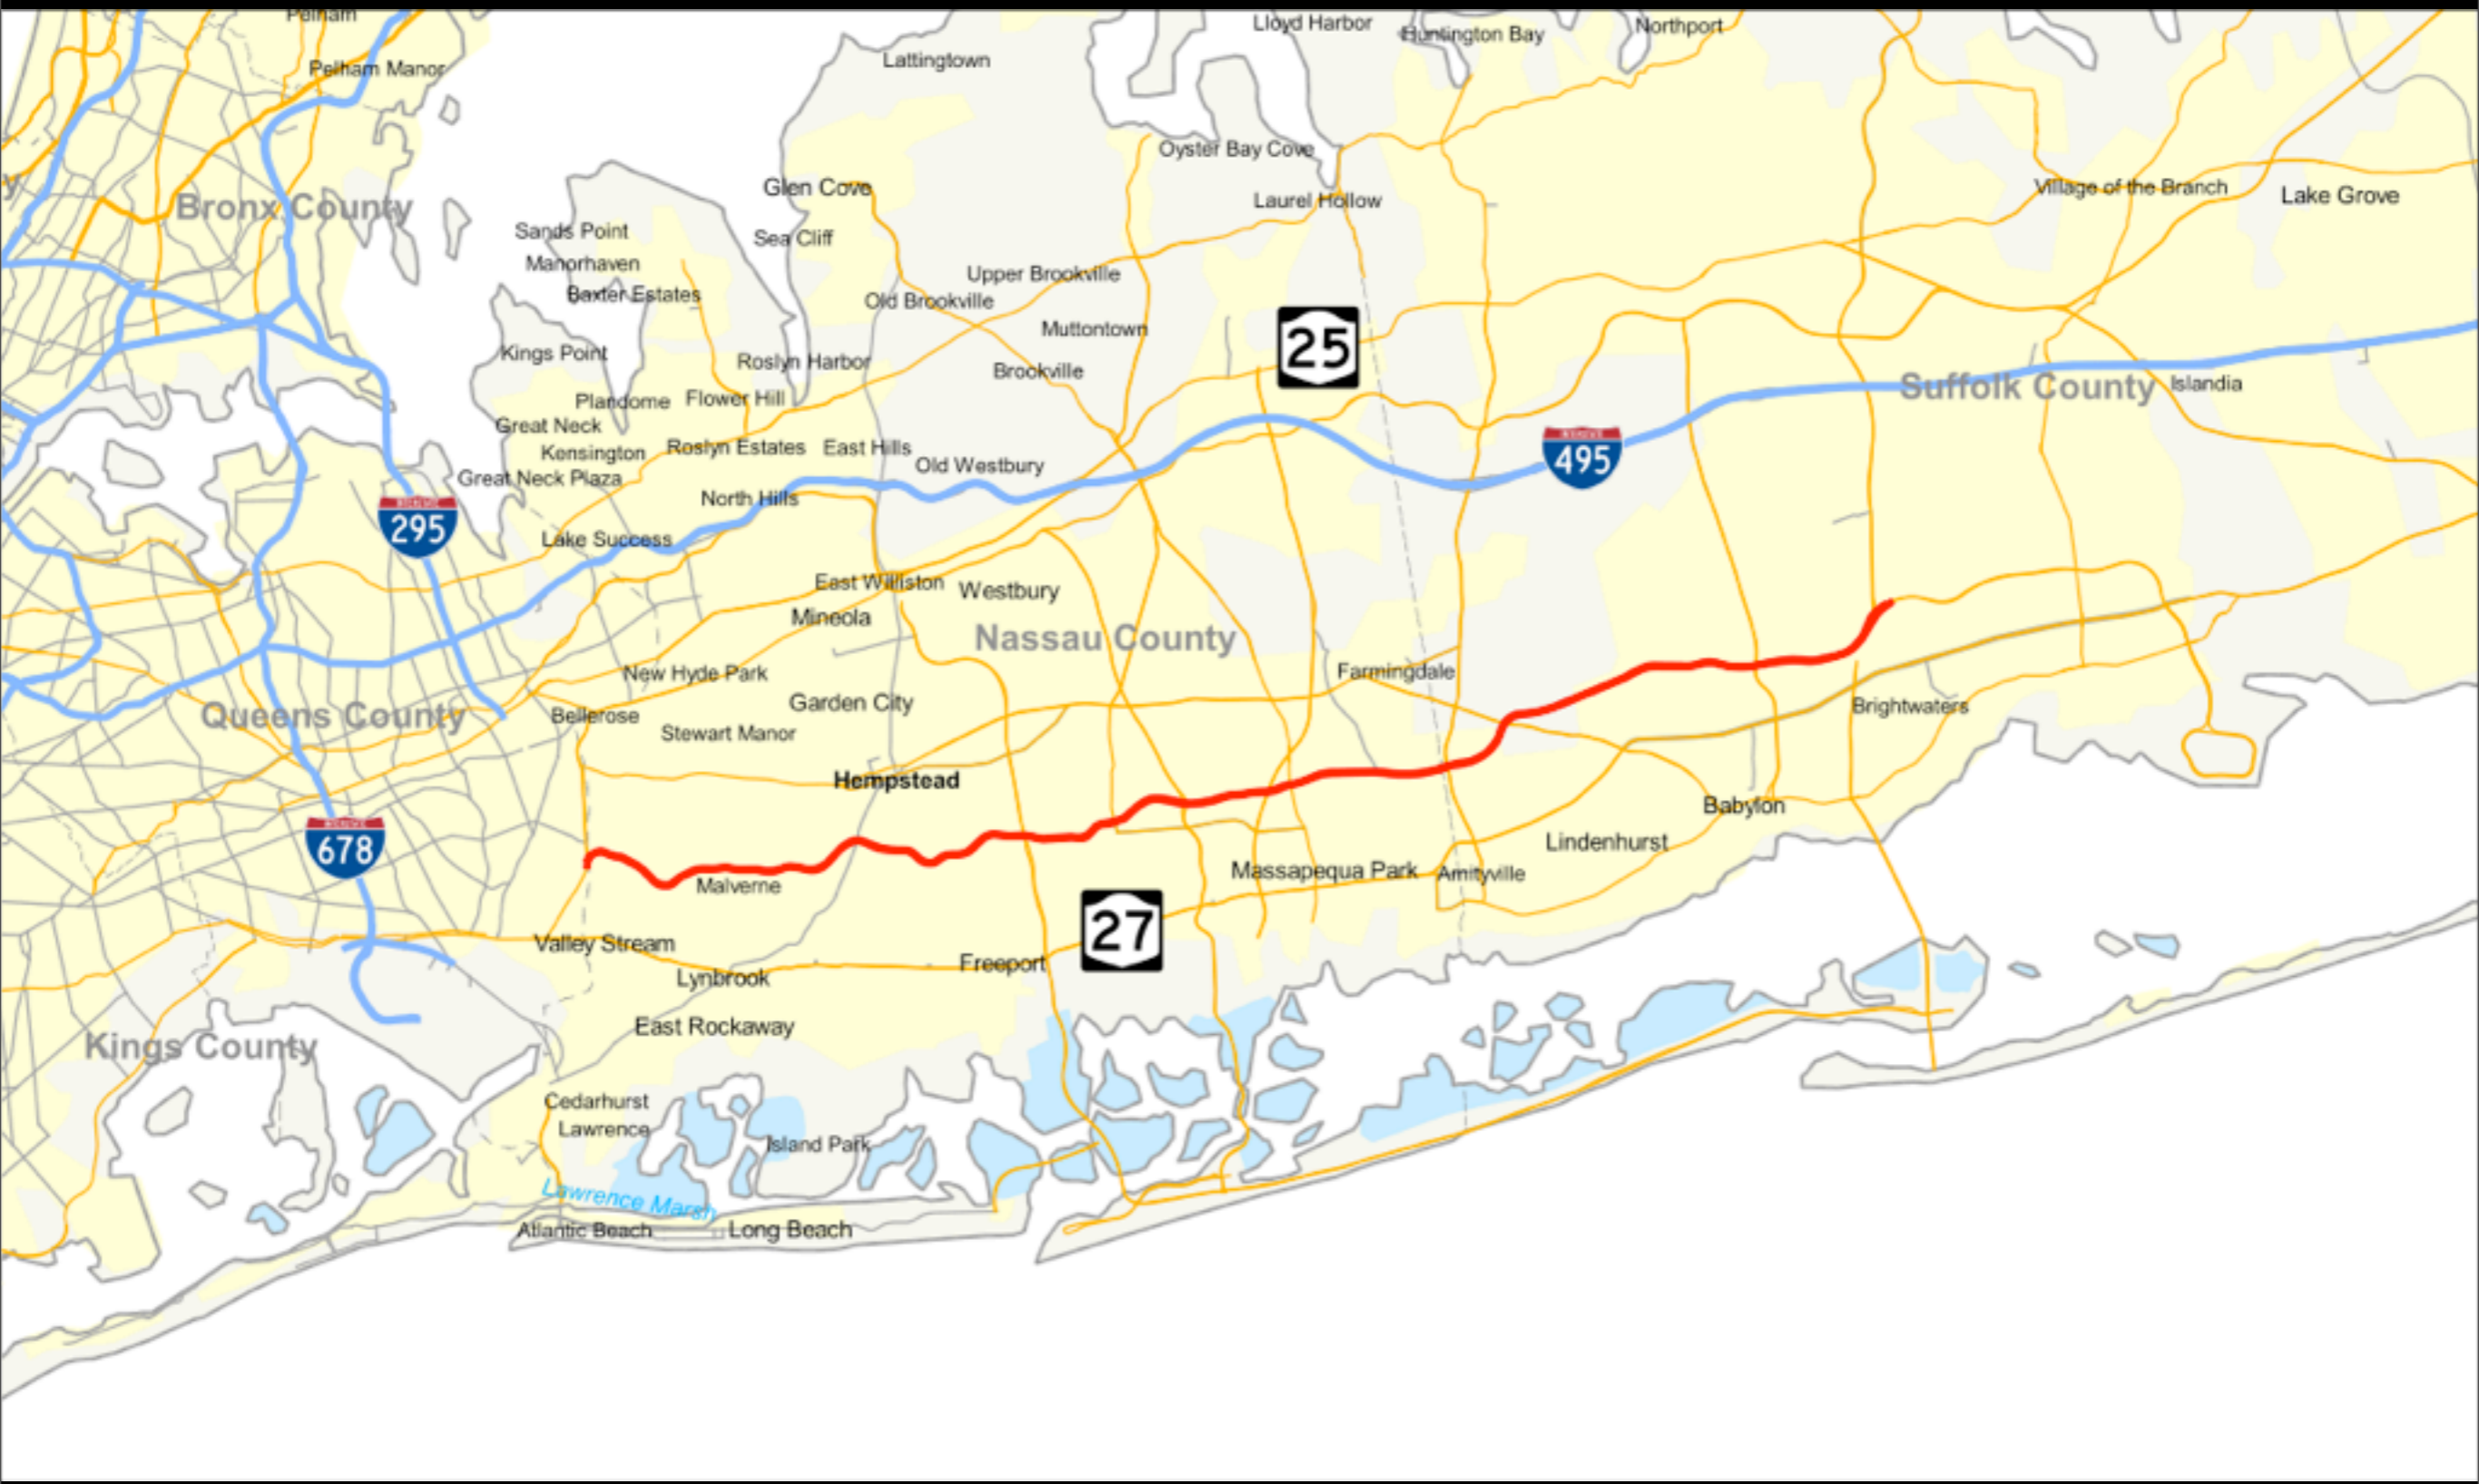 Pelham
Lloyd Harbor
Huntington Bay
Northport
Lattingtown
Pelham Manor
Oyster Bay Cove
y
Glen Cove
Village of the Branch
Lake Grove
Laurel Hollow
Bronx County
Sands Point
Sea Cliff
Manorhaven
Upper Brookville
Baxter Estates
Old Brookville
Muttontown
25
Kings Point
Roslyn Harbor
Brookville
Suffolk County
Islandia
Plandome
Flower Hill
Great Neck
Kensington
Roslyn Estates
East Hills
Old Westbury
495
Great Neck Plaza
North Hills
295
Lake Success
East Williston
Westbury
Mineola
Nassau County
New Hyde Park
Farmingdale
Garden City
Brightwaters
Queens County
Bellerose
Stewart Manor
Hempstead
Babylon
678
Lindenhurst
Malverne
Massapequa Park
Amityville
27
Valley Stream
Freeport
Lynbrook
East Rockaway
Kings County
Cedarhurst
Lawrence
Island Park
Lawrence Marsh
Atlantic Beach
Long Beach